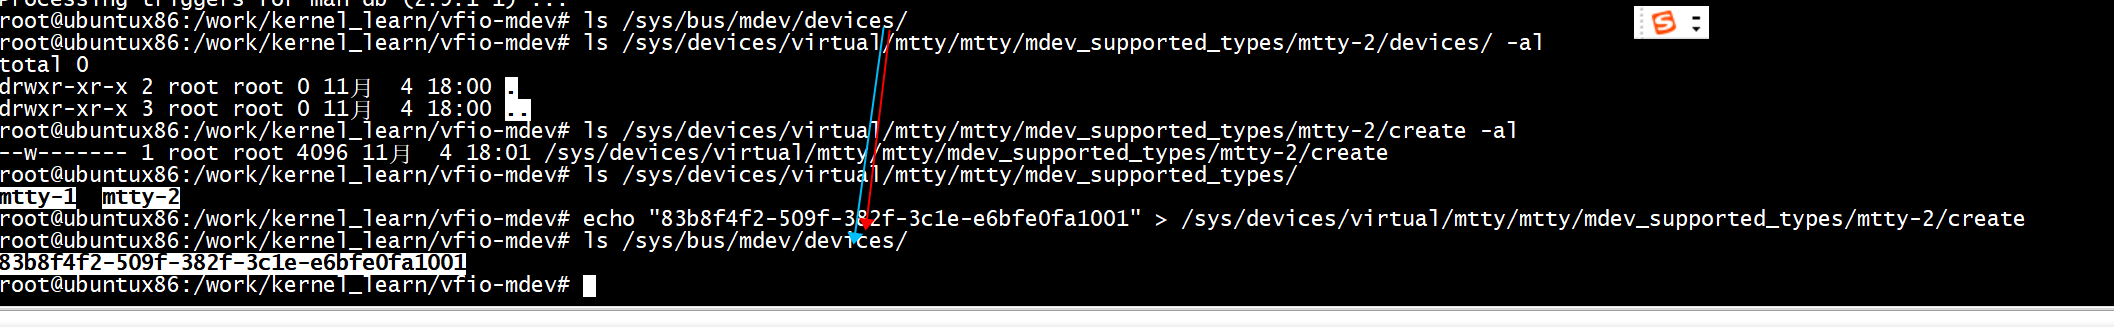 Processing triggers for man-db (2.9.1-1) ...
root@ubuntux86:/work/kernel_learn/vfio-mdev# ls /sys/bus/mdev/devices/
root@ubuntux86:/work/kernel_learn/vfio-mdev# ls /sys/devices/virtual/mtty/mtty/mdev_supported_types/mtty-2/devices/ -al
total 0
drwxr-xr-x 2 root root 0 11月  4 18:00 .
drwxr-xr-x 3 root root 0 11月  4 18:00 ..
root@ubuntux86:/work/kernel_learn/vfio-mdev# ls /sys/devices/virtual/mtty/mtty/mdev_supported_types/mtty-2/create -al
--w------- 1 root root 4096 11月  4 18:01 /sys/devices/virtual/mtty/mtty/mdev_supported_types/mtty-2/create
root@ubuntux86:/work/kernel_learn/vfio-mdev# ls /sys/devices/virtual/mtty/mtty/mdev_supported_types/
mtty-1  mtty-2
root@ubuntux86:/work/kernel_learn/vfio-mdev# echo "83b8f4f2-509f-382f-3c1e-e6bfe0fa1001" > /sys/devices/virtual/mtty/mtty/mdev_supported_types/mtty-2/create
root@ubuntux86:/work/kernel_learn/vfio-mdev# ls /sys/bus/mdev/devices/
83b8f4f2-509f-382f-3c1e-e6bfe0fa1001
root@ubuntux86:/work/kernel_learn/vfio-mdev#